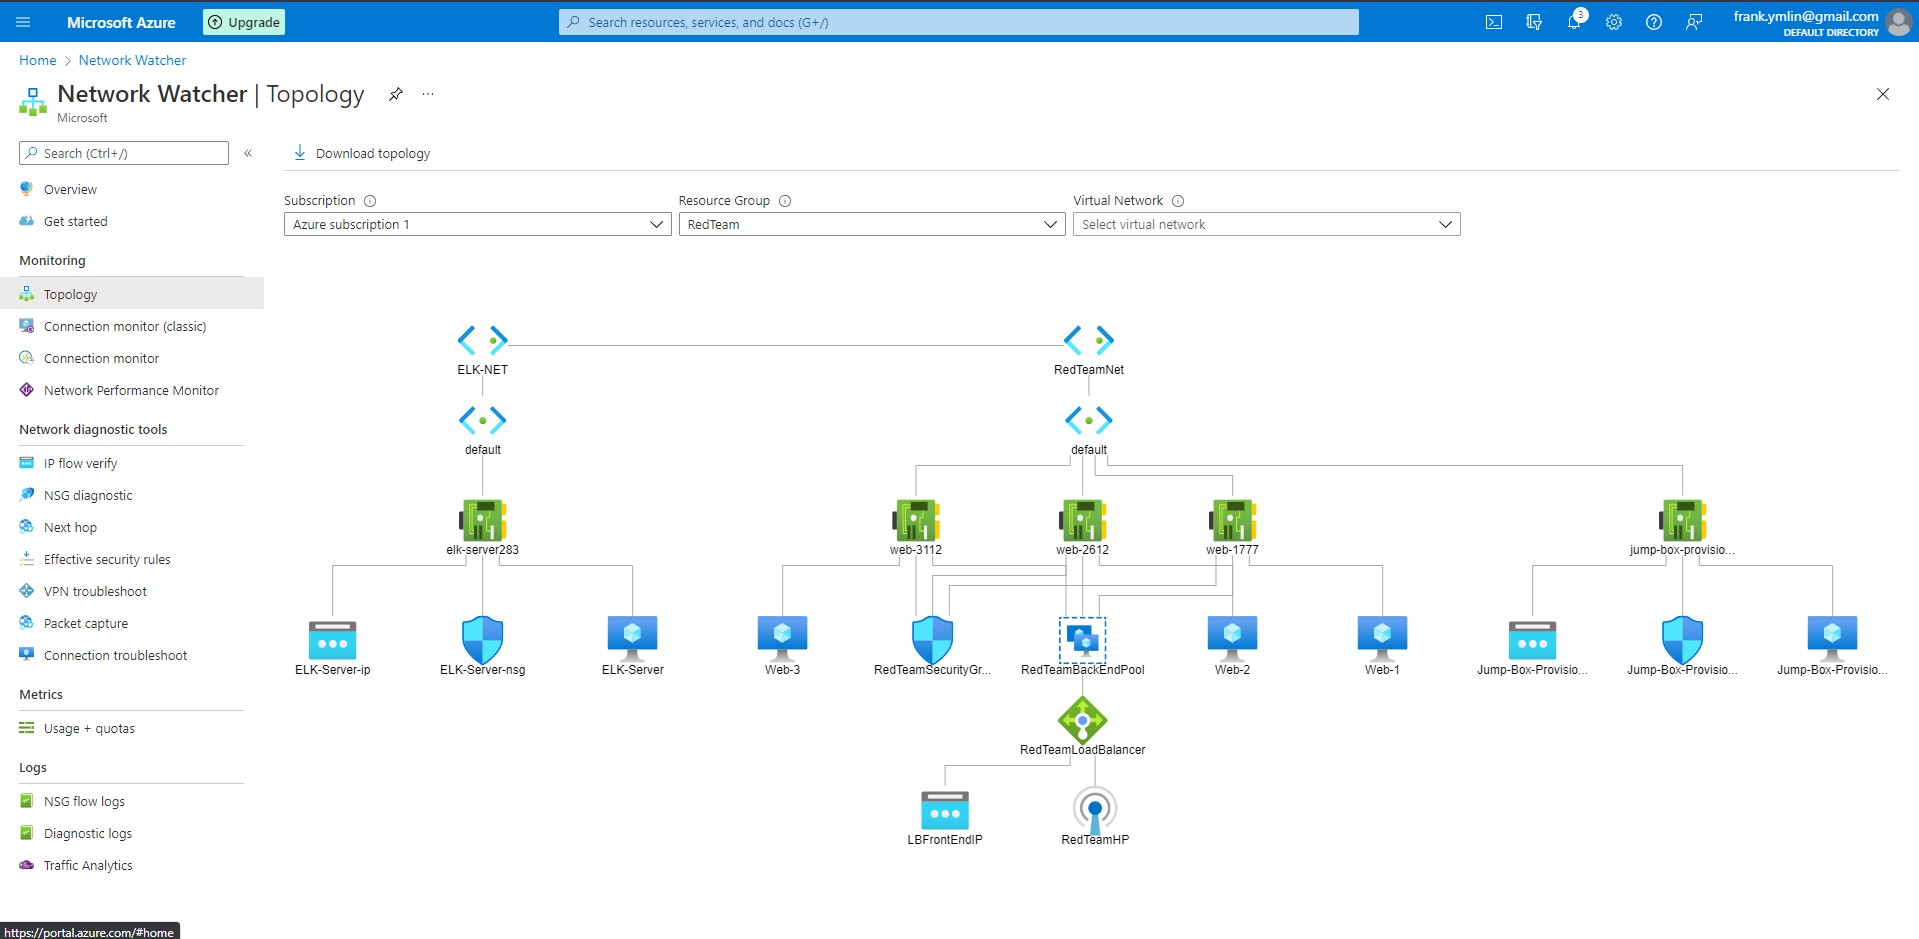 Microsoft Azure
Upgrade
Search resources, services, and docs (G+/)
3
frank.ymlin@gmail.com
DEFAULT DIRECTORY
Home > Network Watcher
Network Watcher | Topology
...
Microsoft
Search (Ctrl+/)
«
Download topology
Overview
Get started
Monitoring
Topology
Connection monitor (classic)
Connection monitor
Network Performance Monitor
Network diagnostic tools
IP flow verify
NSG diagnostic
Next hop
Effective security rules
VPN troubleshoot
Packet capture
Connection troubleshoot
Metrics
Usage + quotas
Logs
NSG flow logs
Diagnostic logs
Traffic Analytics
Subscription
Resource Group
Virtual Network
Azure subscription 1
RedTeam
Select virtual network
ELK-NET
RedTeamNet
default
default
elk-server283
web-3112
web-2612
web-1777
jump-box-provisio...
ELK-Server-ip
ELK-Server-nsg
ELK-Server
Web-3
RedTeamSecurityGr...
RedTeamBackEndPool
Web-2
Web-1
Jump-Box-Provisio...
Jump-Box-Provisio...
Jump-Box-Provisio...
RedTeamLoadBalancer
LBFrontEndIP
RedTeamHP
https://portal.azure.com/#home